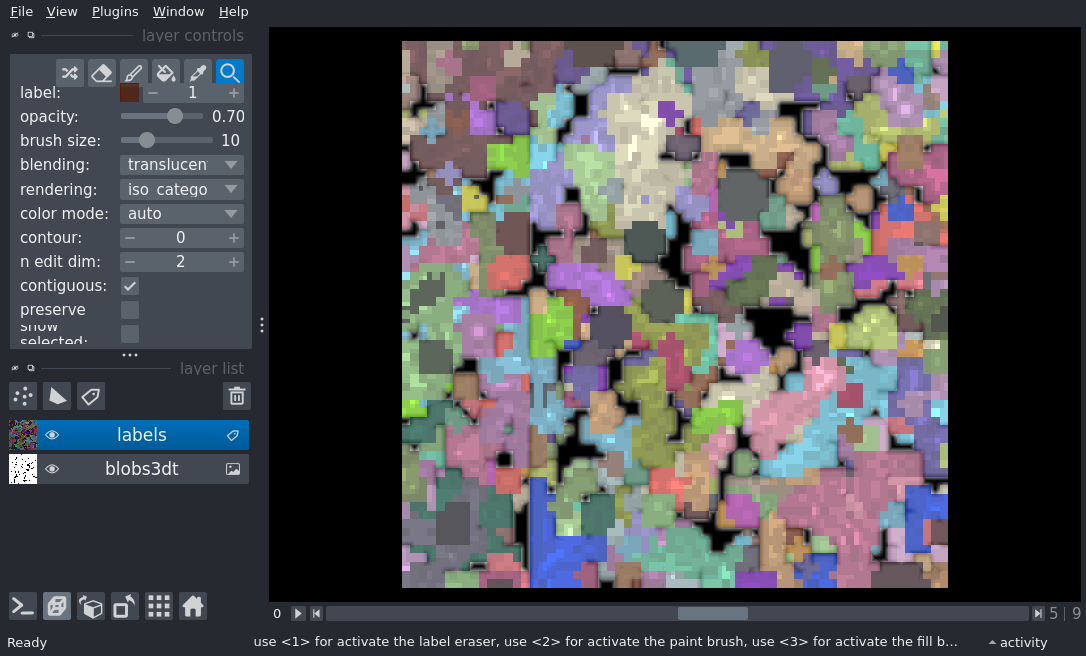 File View Plugins Window Help
layer controls
label: 1
opacity: 0.70
brush size: 10
blending: translucen
rendering: iso_catego
color mode: auto
contour: 0
n edit dim: 2
contiguous:
preserve
show
selected:
layer list
labels
blobs3dt
0 5 | 9
Ready use <1> for activate the label eraser, use <2> for activate the paint brush, use <3> for activate the fill b... activity